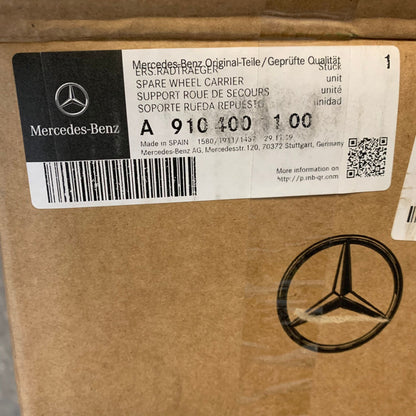 Mercedes-Benz Original-Teile/Geprüfte Qualität
ERS.RADTRAEGER Stück 1
SPARE WHEEL CARRIER unit
SUPPORT ROUE DE SECOURS unité
SOPORTE RUEDA REPUESTO unidad
Mercedes-Benz
A 910 400 11 00
Made in SPAIN
Mercedes-Benz AG, Mercedesstr.120, 70372 Stuttgart, Germany
More information on
http://p.mb-qr.com